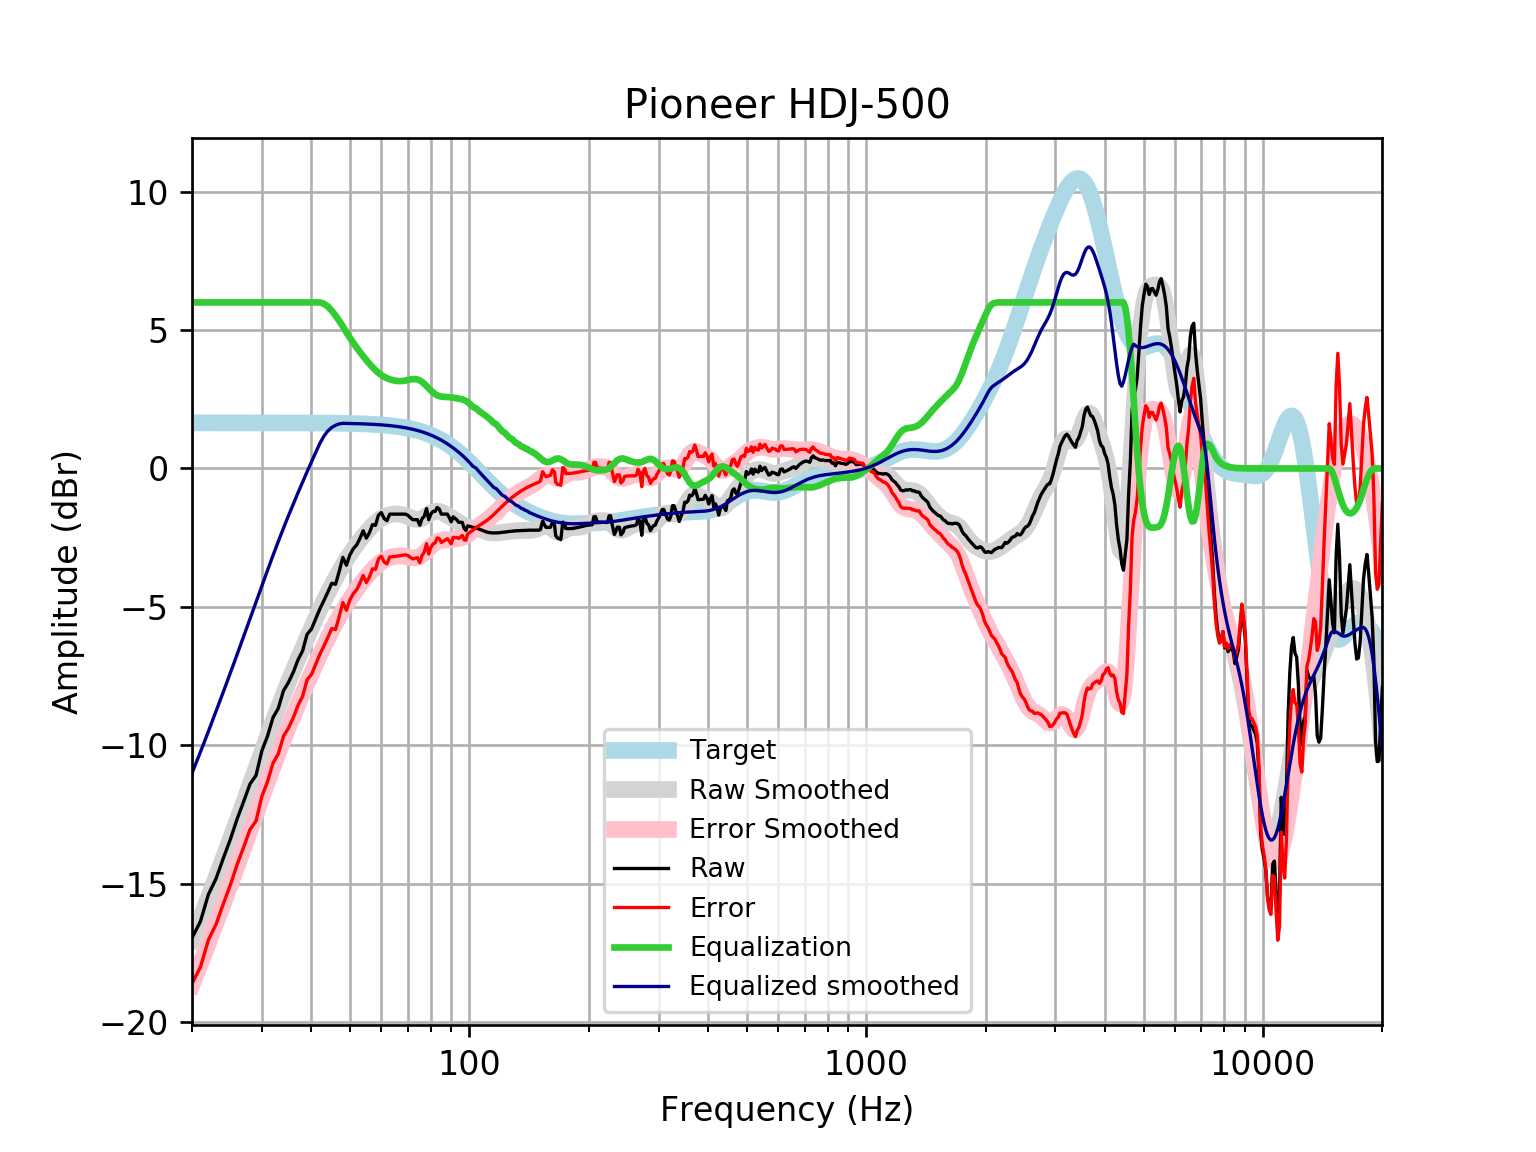 Pioneer HDJ-500
10
5
0
−5
−10
−15
−20
Amplitude (dBr)
Target
Raw Smoothed
Error Smoothed
Raw
Error
Equalization
Equalized smoothed
100
1000
10000
Frequency (Hz)